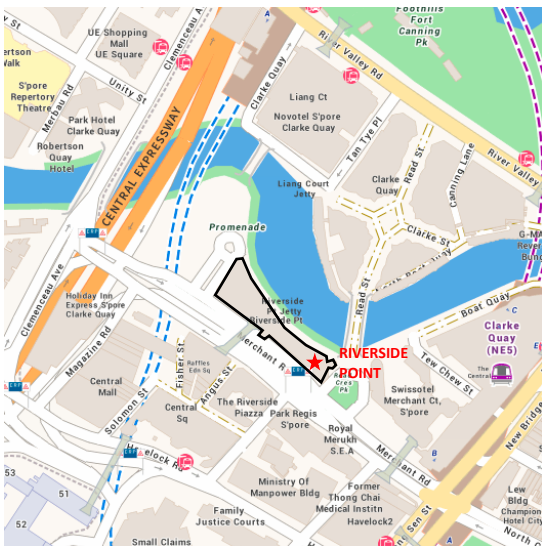 UE Shopping
Mall
UE Square
Clemenceau Ave
Foothills
Fort
Canning
Pk
River Valley Rd
Clarke Quay
Unity St
Merbau Rd
S'pore
Repertory
Theatre
Park Hotel
Clarke Quay
Robertson
Quay
Hotel
CENTRAL EXPRESSWAY
Liang Ct
Novotel S'pore
Clarke Quay
Tan Tye Pl
Read St
Canning Lane
River Valley
Liang Court
Jetty
Clarke
Quay
Clarke St
Promenade
ERP
G-MA
Boat Quay
Read St
Riverside
Pt Jetty
Riverside Pt
Holiday Inn
Express S'pore
Clarke Quay
Clemenceau Ave
Magazine Rd
Fisher St
Raffles
Edn Sq
Angus St
ERP
RIVERSIDE
POINT
Cres
Pk
Clarke
Quay
(NE5)
C
E
The
Central
Tew Chew St
ERP
Central
Mall
Solomon St
Central
Sq
The Riverside
Piazza
Park Regis
S'pore
Swissotel
Merchant Ct,
S'pore
New Bridge
Royal
Merukh
S.E.A
Merchant Rd
ERP
B
53
51
52
Ministry Of
Manpower Bldg
Former
Thong Chai
Medical Institn
Havelock2
Family
Justice Courts
Small Claims
Lew
Bldg
Hotel City
North C
A
A